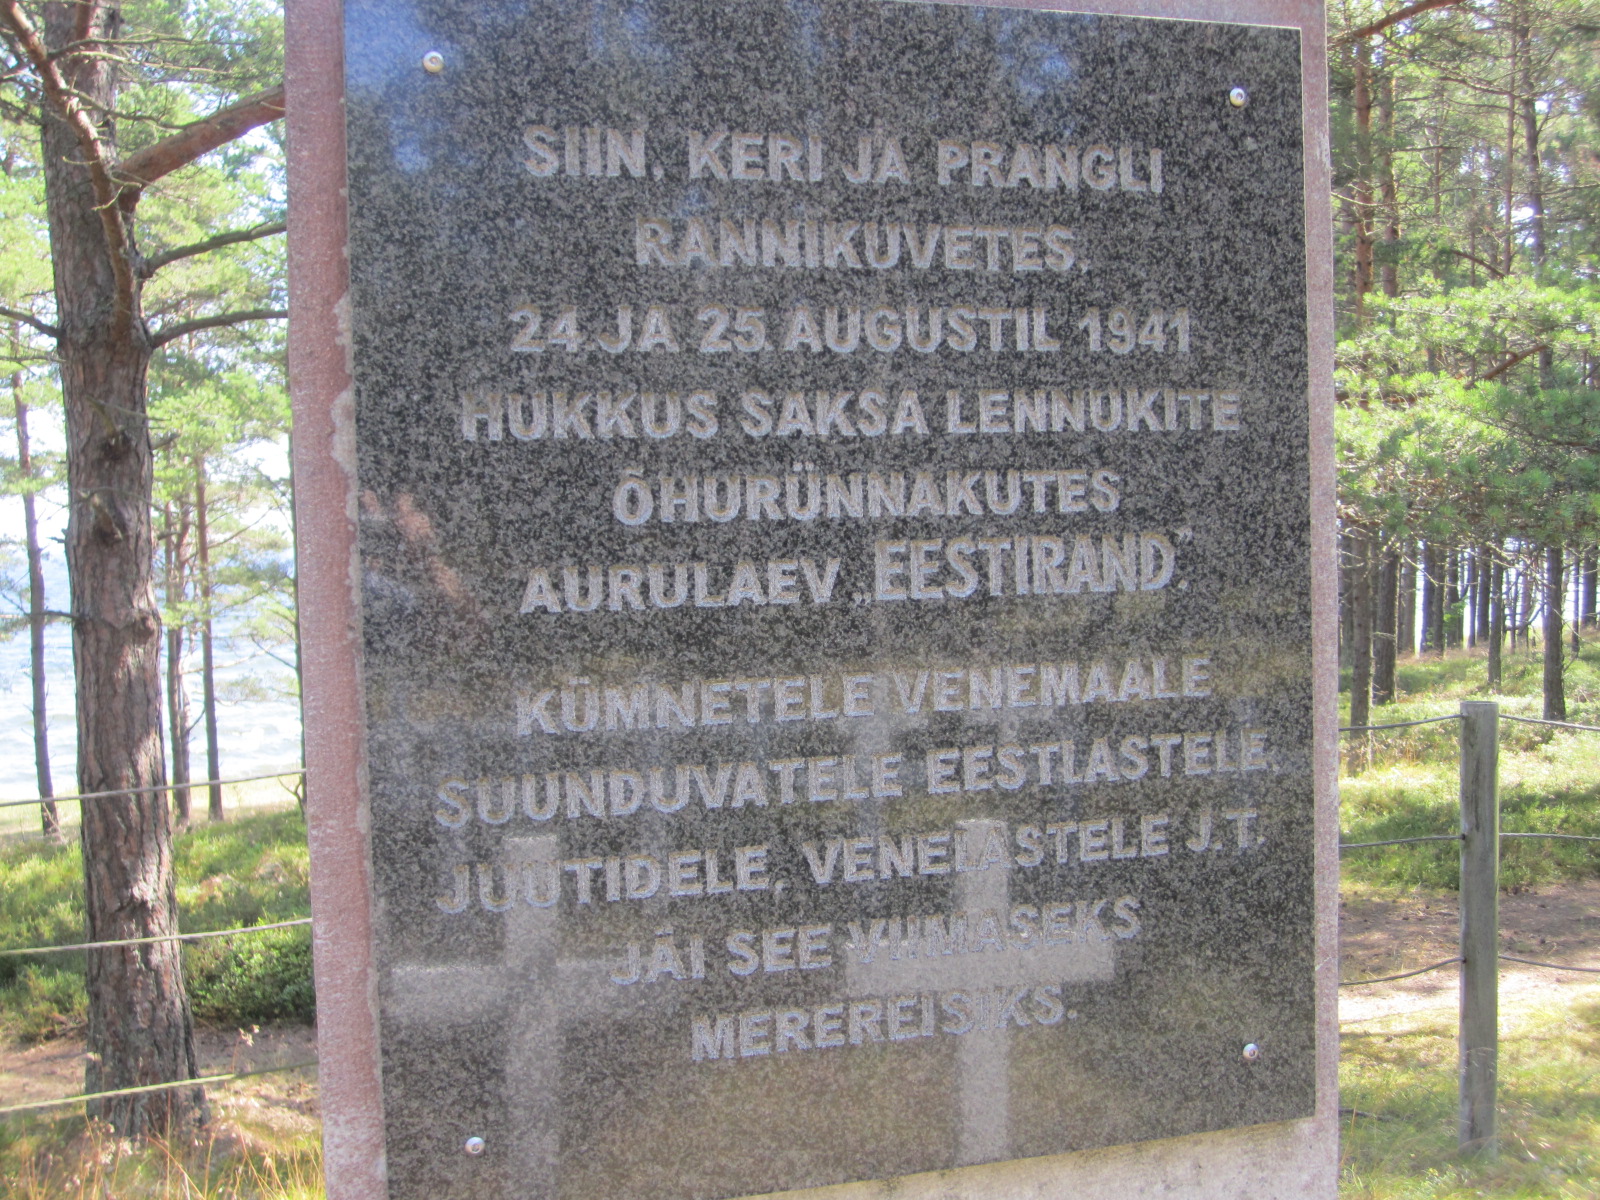 SIIN, KERI JA PRANGLI
RANNIKUVETES,
24. JA 25. AUGUSTIL 1941
HUKKUS SAKSA LENNUKITE
ÕHURÜNNAKUTES
AURULAEV „EESTIRAND".
KÜMNETELE VENEMAALE
SUUNDUVATELE EESTLASTELE,
JUUTIDELE, VENELASTELE J.T.
JÄI SEE VIIMASEKS
MEREREISIKS.